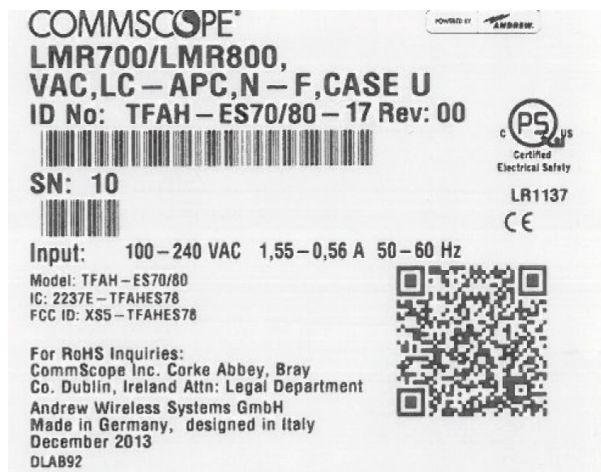 COMMSCOPE®
POWERED BY ANDREW.
LMR700/LMR800,
VAC,LC–APC,N–F,CASE U
ID No: TFAH–ES70/80–17 Rev: 00
SN: 10
C PS US
Certified
Electrical Safety
LR1137
CE
Input: 100–240 VAC 1,55–0,56 A 50–60 Hz
Model: TFAH–ES70/80
IC: 2237E–TFAHES78
FCC ID: XS5–TFAHES78
For RoHS Inquiries:
CommScope Inc. Corke Abbey, Bray
Co. Dublin, Ireland Attn: Legal Department
Andrew Wireless Systems GmbH
Made in Germany, designed in Italy
December 2013
DLAB92